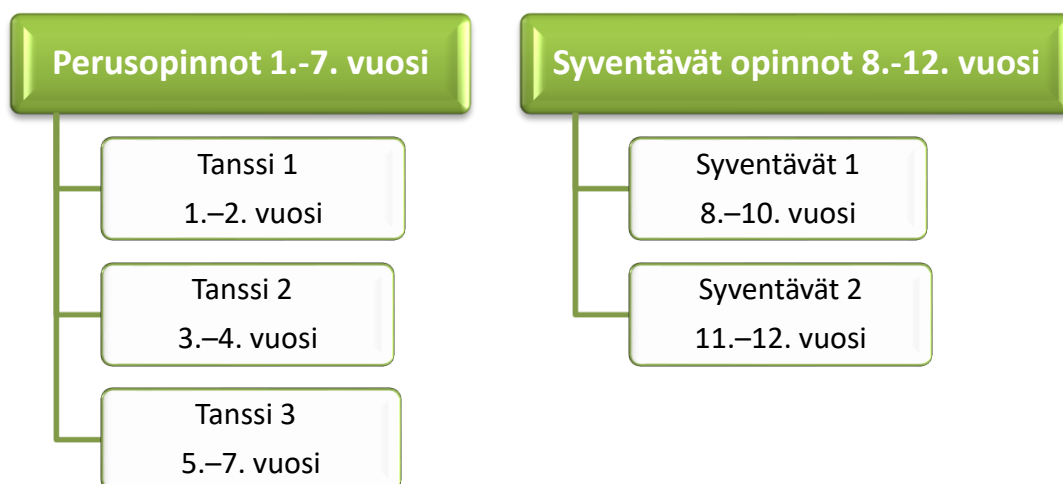 Perusopinnot 1.-7. vuosi
Tanssi 1
1.–2. vuosi
Tanssi 2
3.–4. vuosi
Tanssi 3
5.–7. vuosi
Syventävät opinnot 8.-12. vuosi
Syventävät 1
8.–10. vuosi
Syventävät 2
11.–12. vuosi